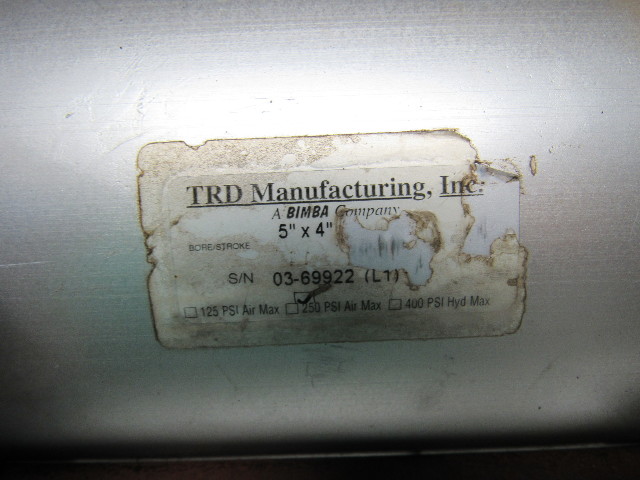 TRD Manufacturing, Inc.
A BIMBA Company
5" x 4"
BORE/STROKE
S/N 03-69922 (L1)
125 PSI Air Max 250 PSI Air Max 400 PSI Hyd Max